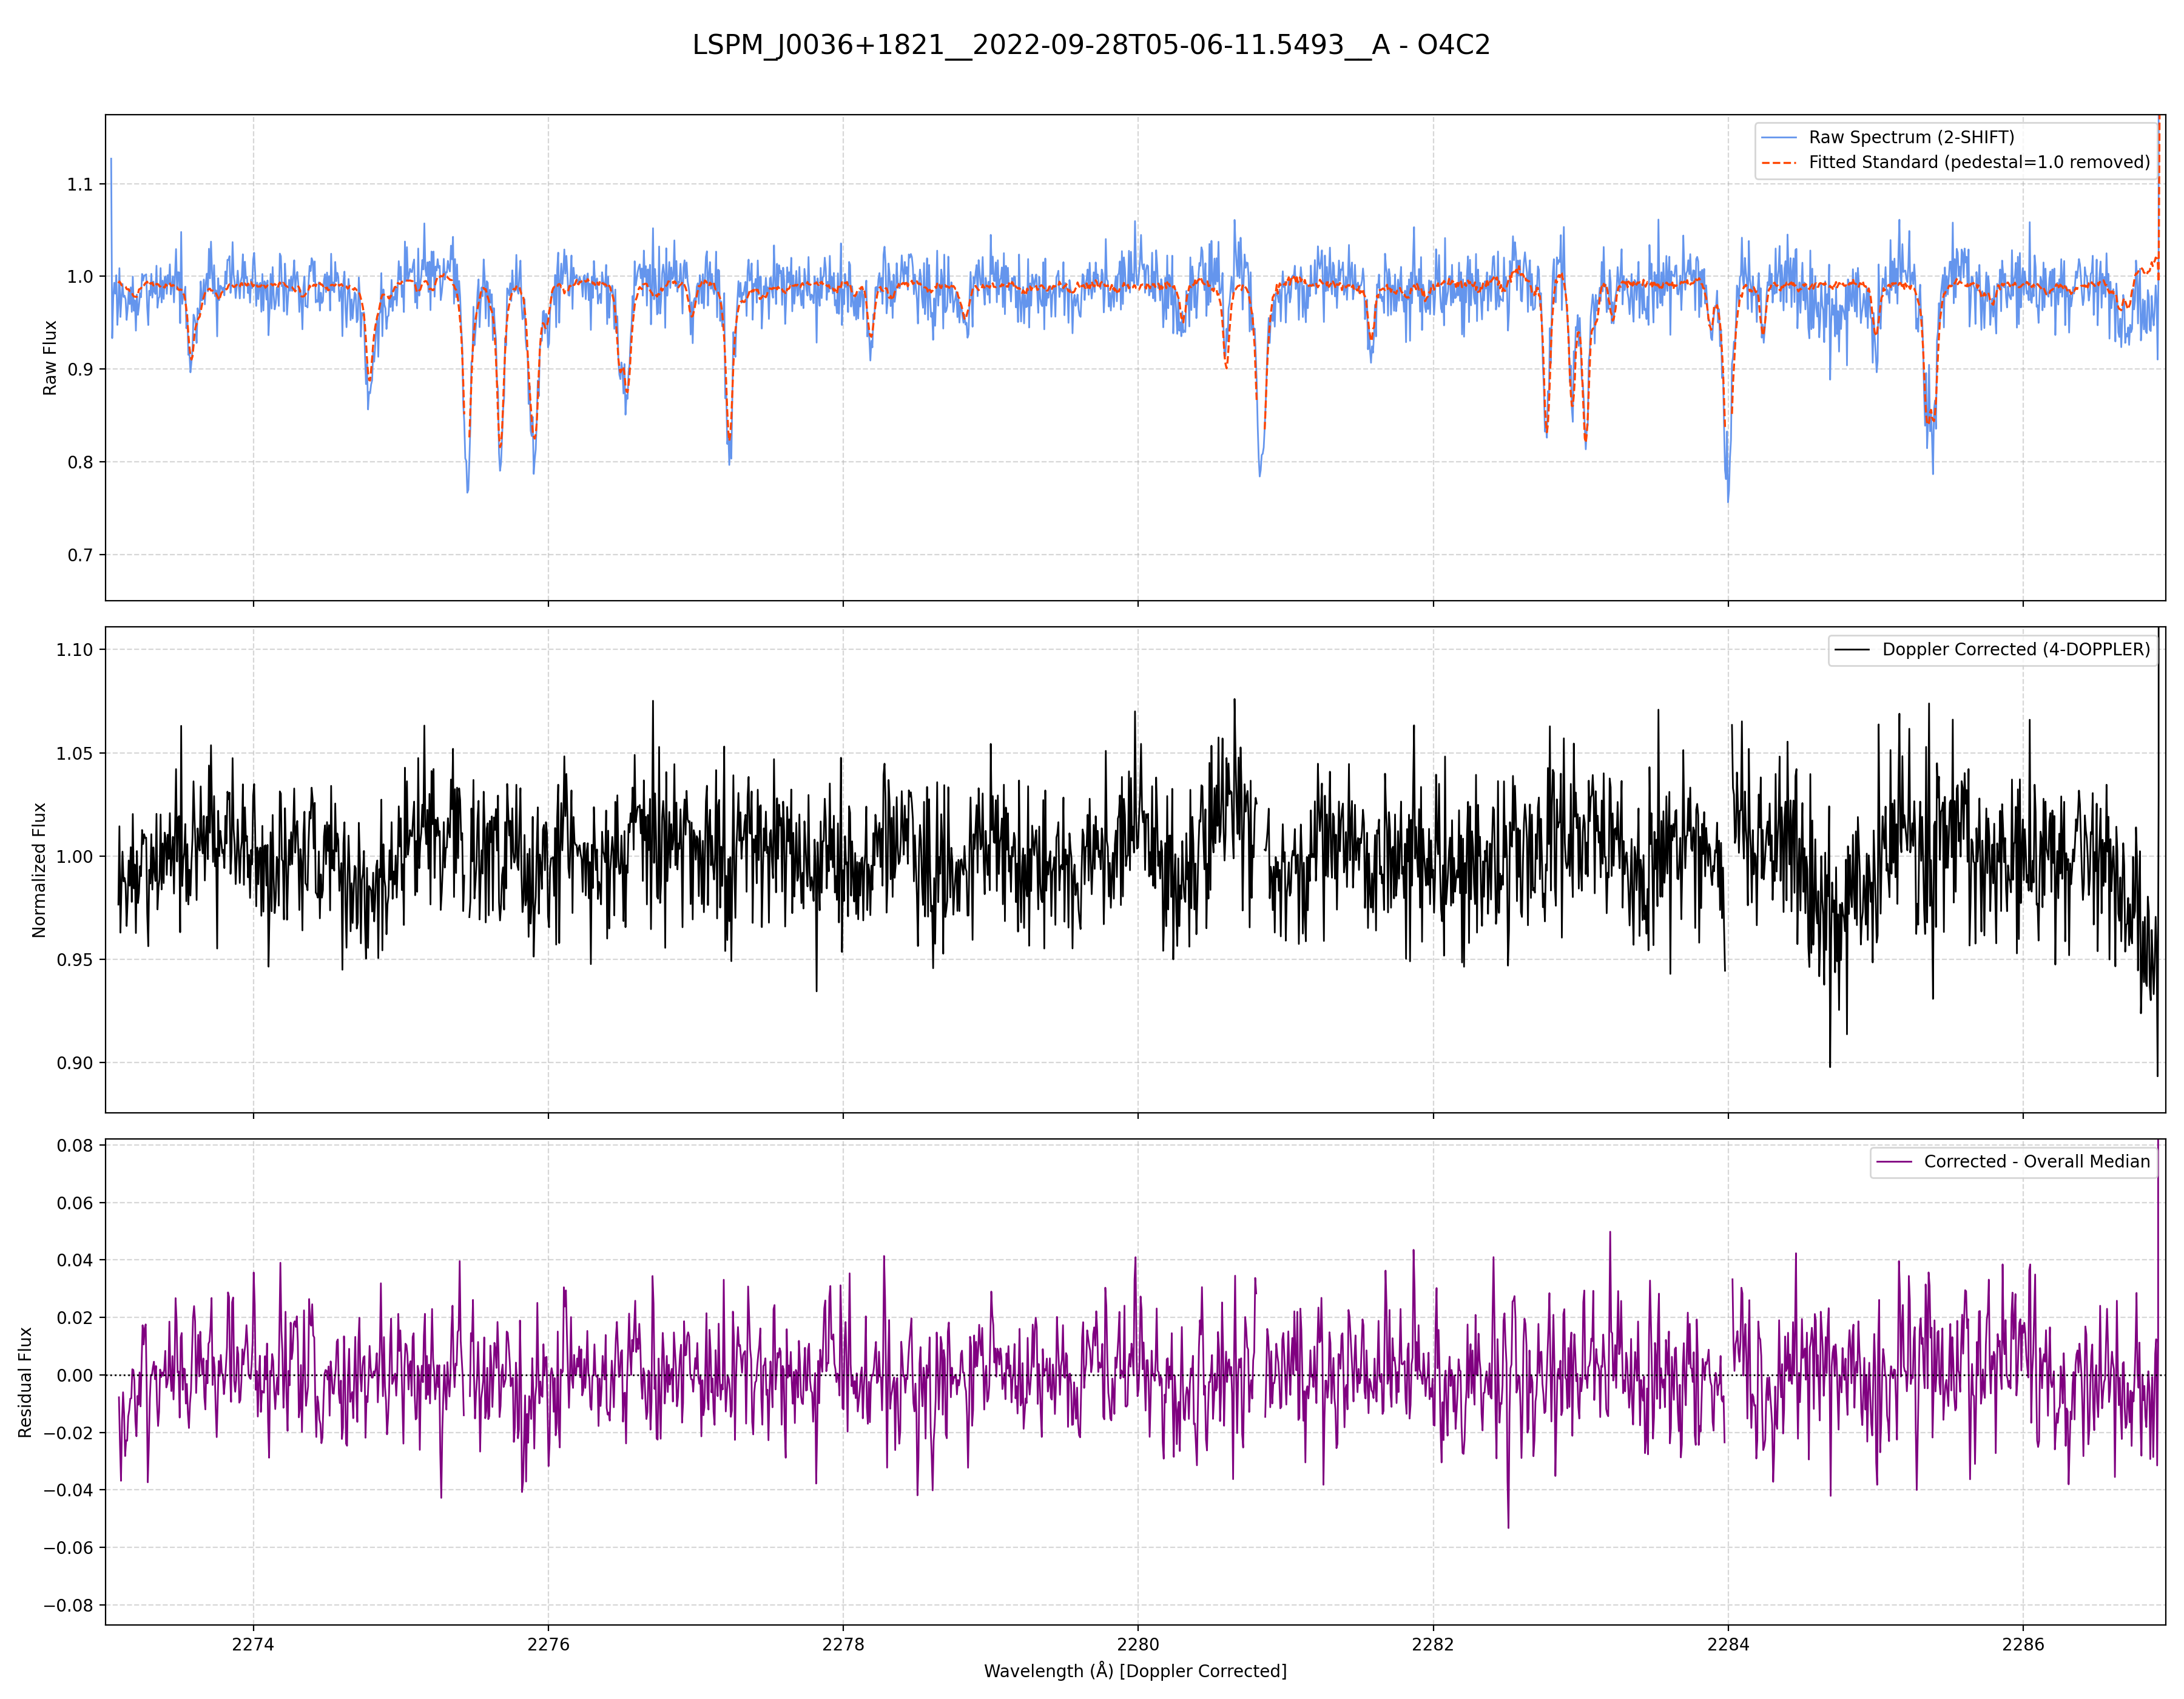 LSPM_J0036+1821__2022-09-28T05-06-11.5493__A - O4C2
Raw Spectrum (2-SHIFT)
Fitted Standard (pedestal=1.0 removed)
Raw Flux
1.1
1.0
0.9
0.8
0.7
Doppler Corrected (4-DOPPLER)
Normalized Flux
1.10
1.05
1.00
0.95
0.90
Corrected - Overall Median
Residual Flux
0.08
0.06
0.04
0.02
0.00
−0.02
−0.04
−0.06
−0.08
2274 2276 2278 2280 2282 2284 2286
Wavelength (Å) [Doppler Corrected]